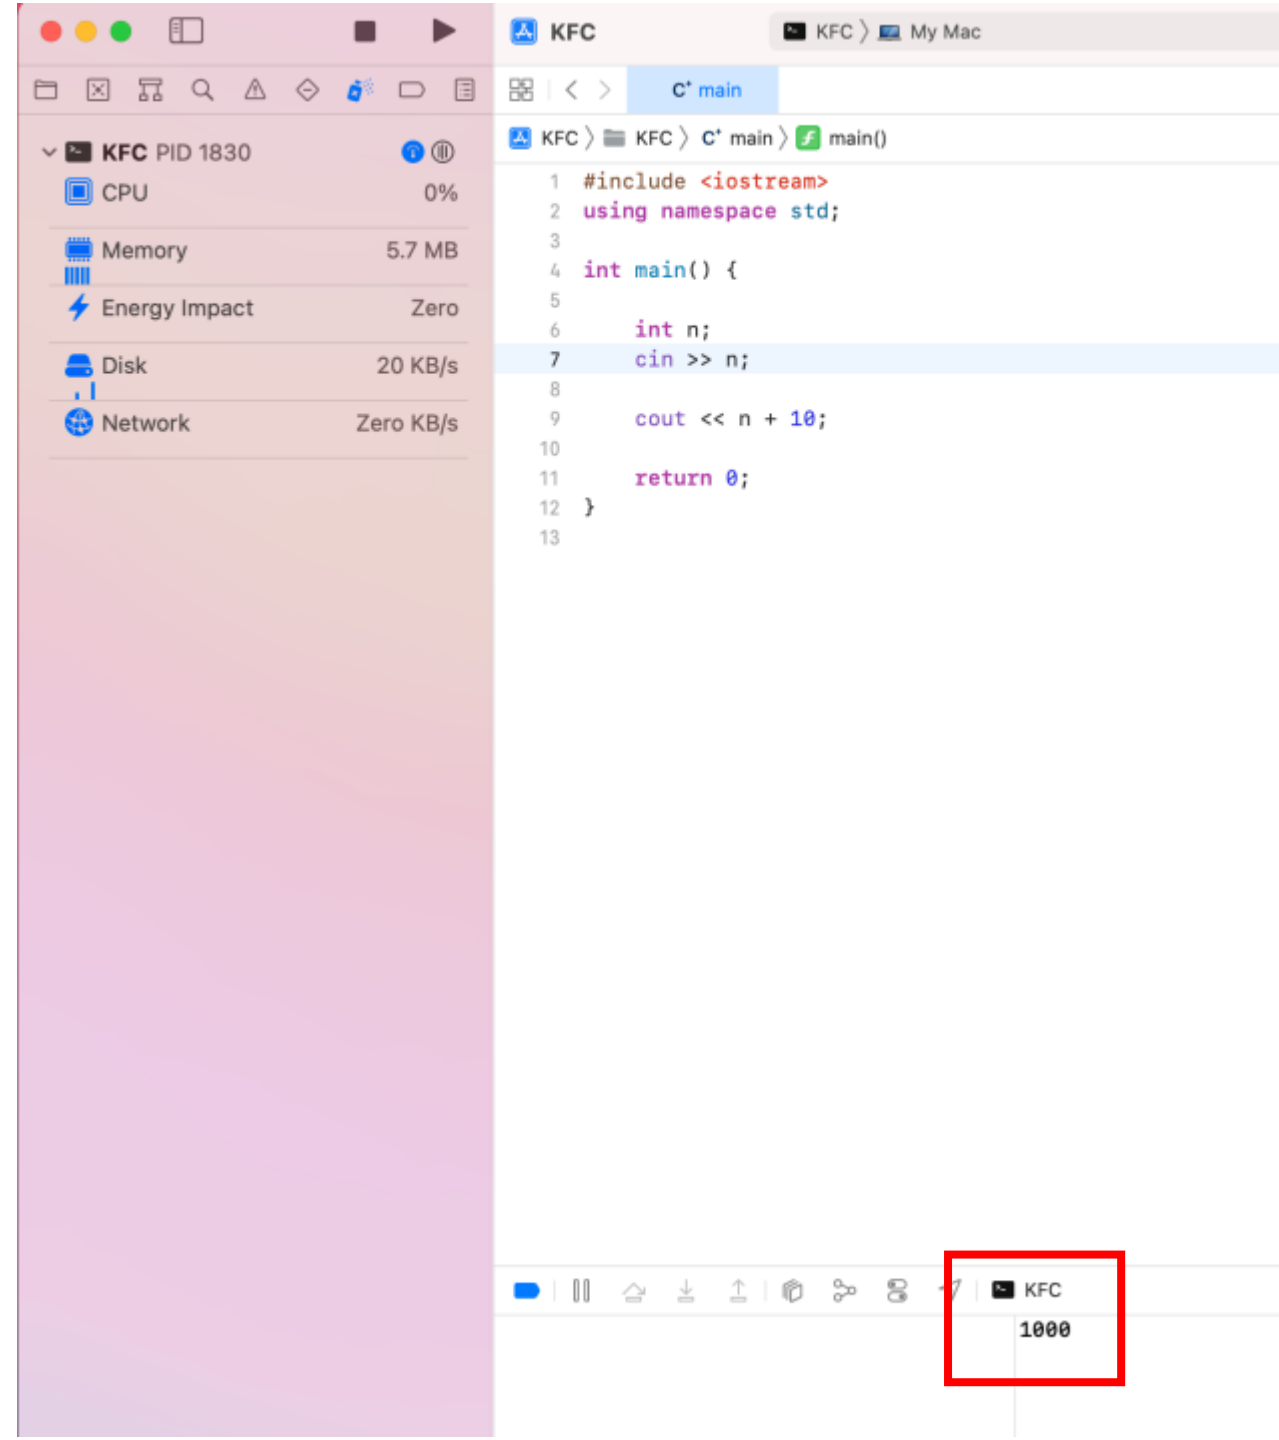 KFC
KFC 〉 My Mac
C⁺ main
KFC 〉 KFC 〉 C⁺ main 〉 f main()
KFC PID 1830
CPU 0%
Memory 5.7 MB
Energy Impact Zero
Disk 20 KB/s
Network Zero KB/s
1 #include <iostream>
2 using namespace std;
3
4 int main() {
5
6     int n;
7     cin >> n;
8
9     cout << n + 10;
10
11     return 0;
12 }
13
KFC
1000